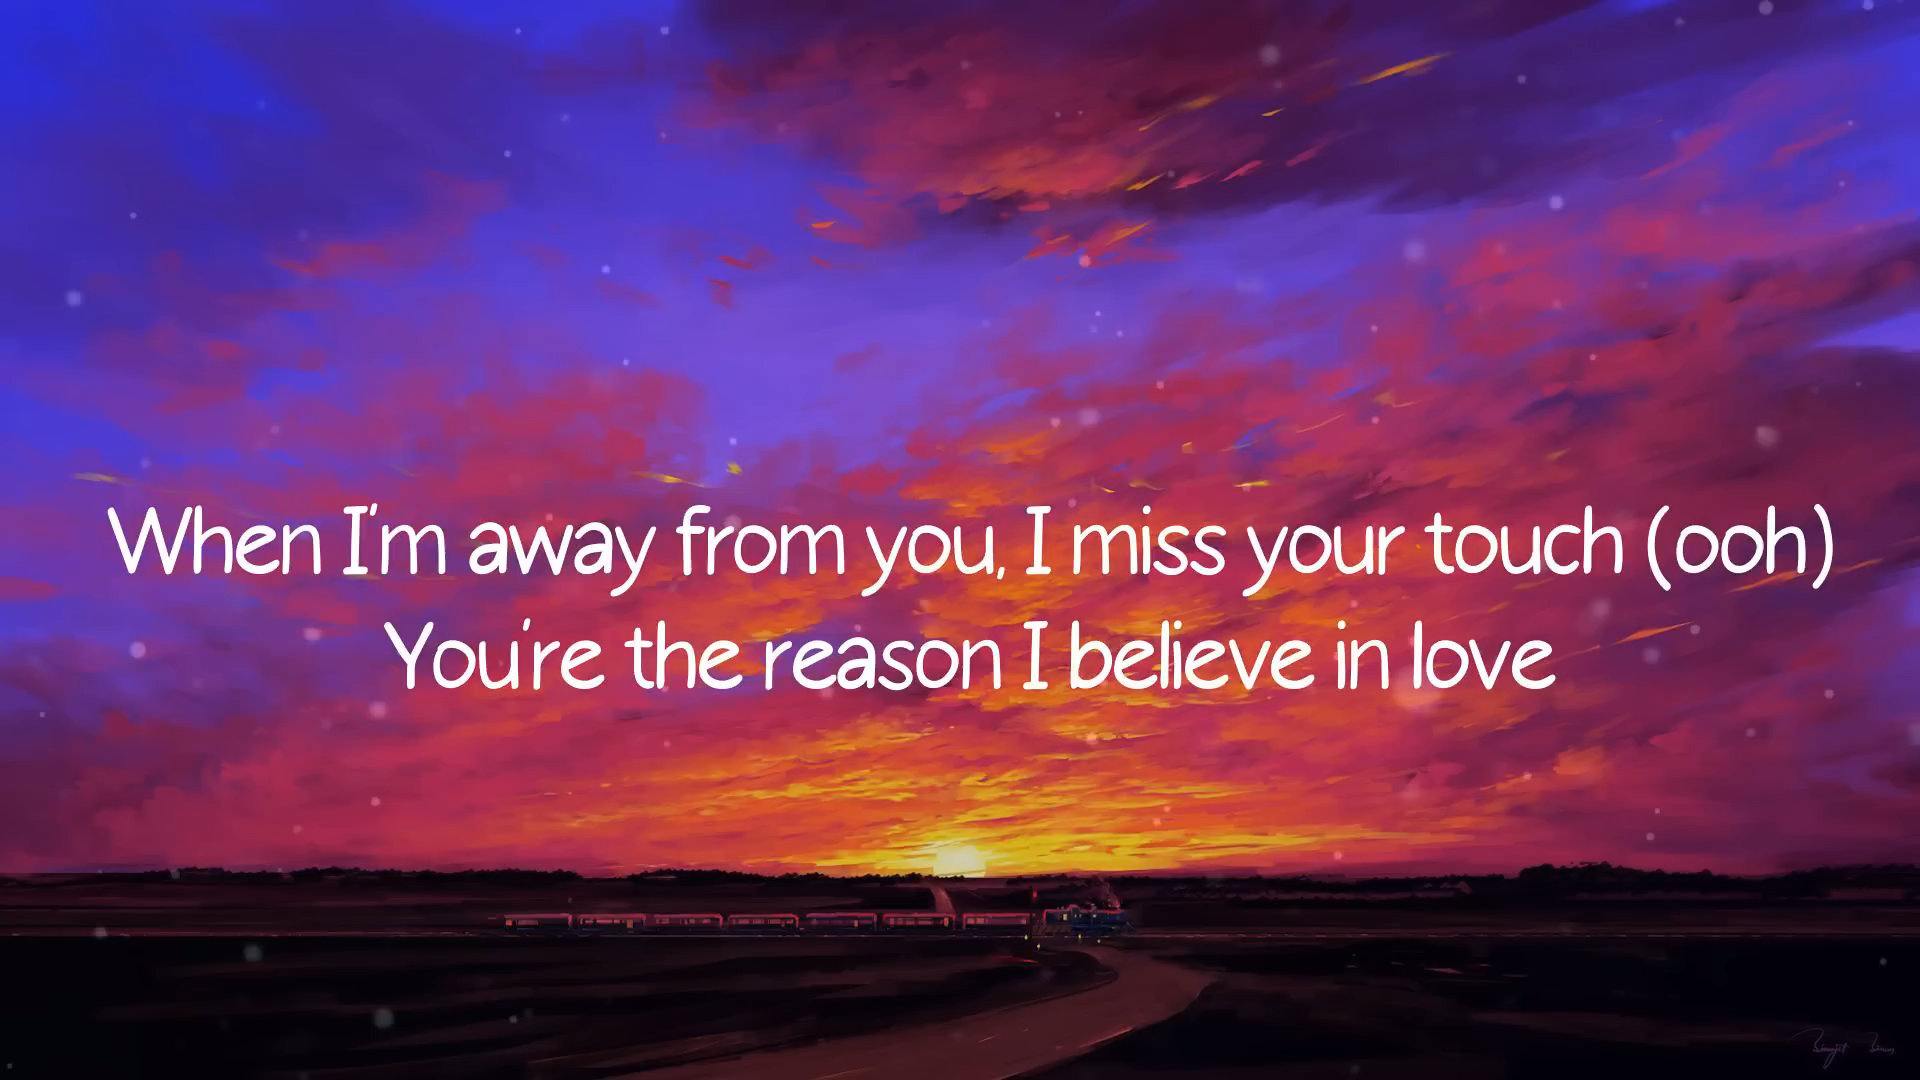 When I'm away from you, I miss your touch (ooh)
You're the reason I believe in love